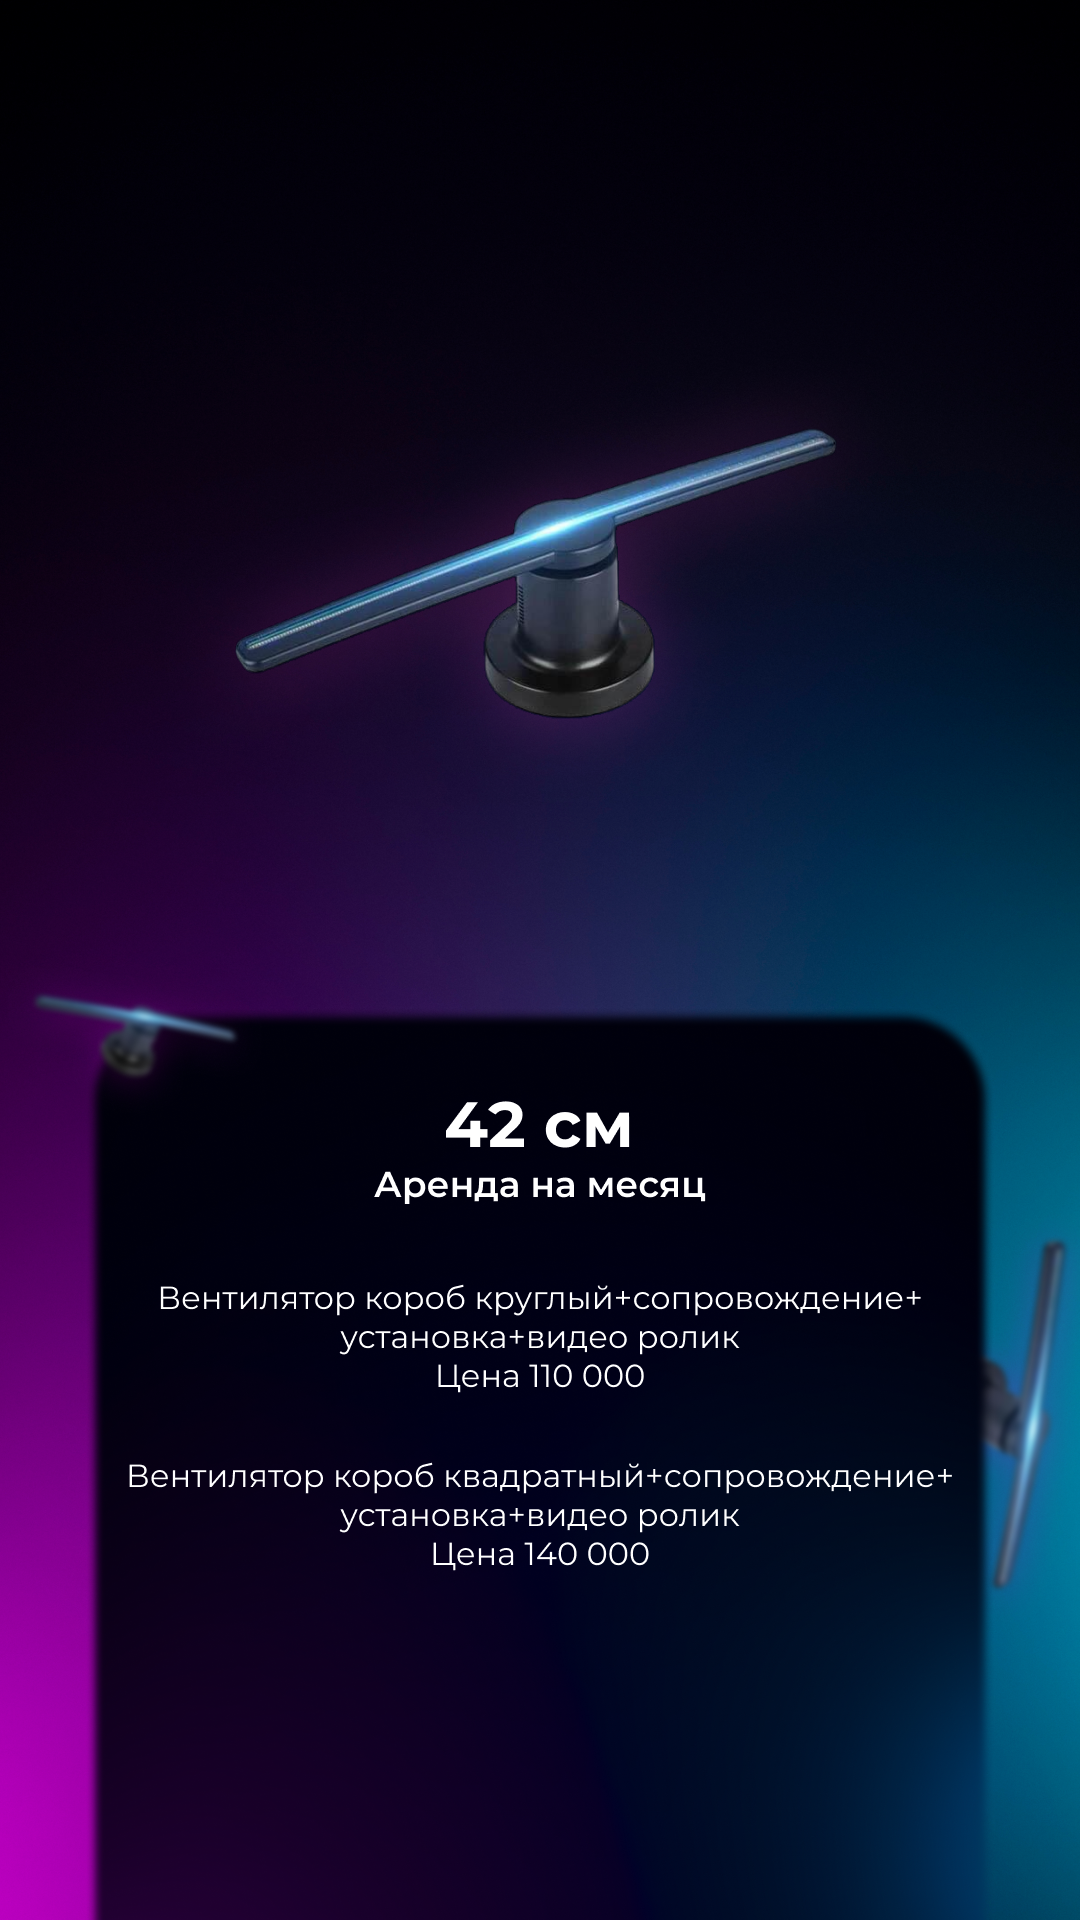 42 см
Аренда на месяц
Вентилятор короб круглый+сопровождение+
установка+видео ролик
Цена 110 000
Вентилятор короб квадратный+сопровождение+
установка+видео ролик
Цена 140 000